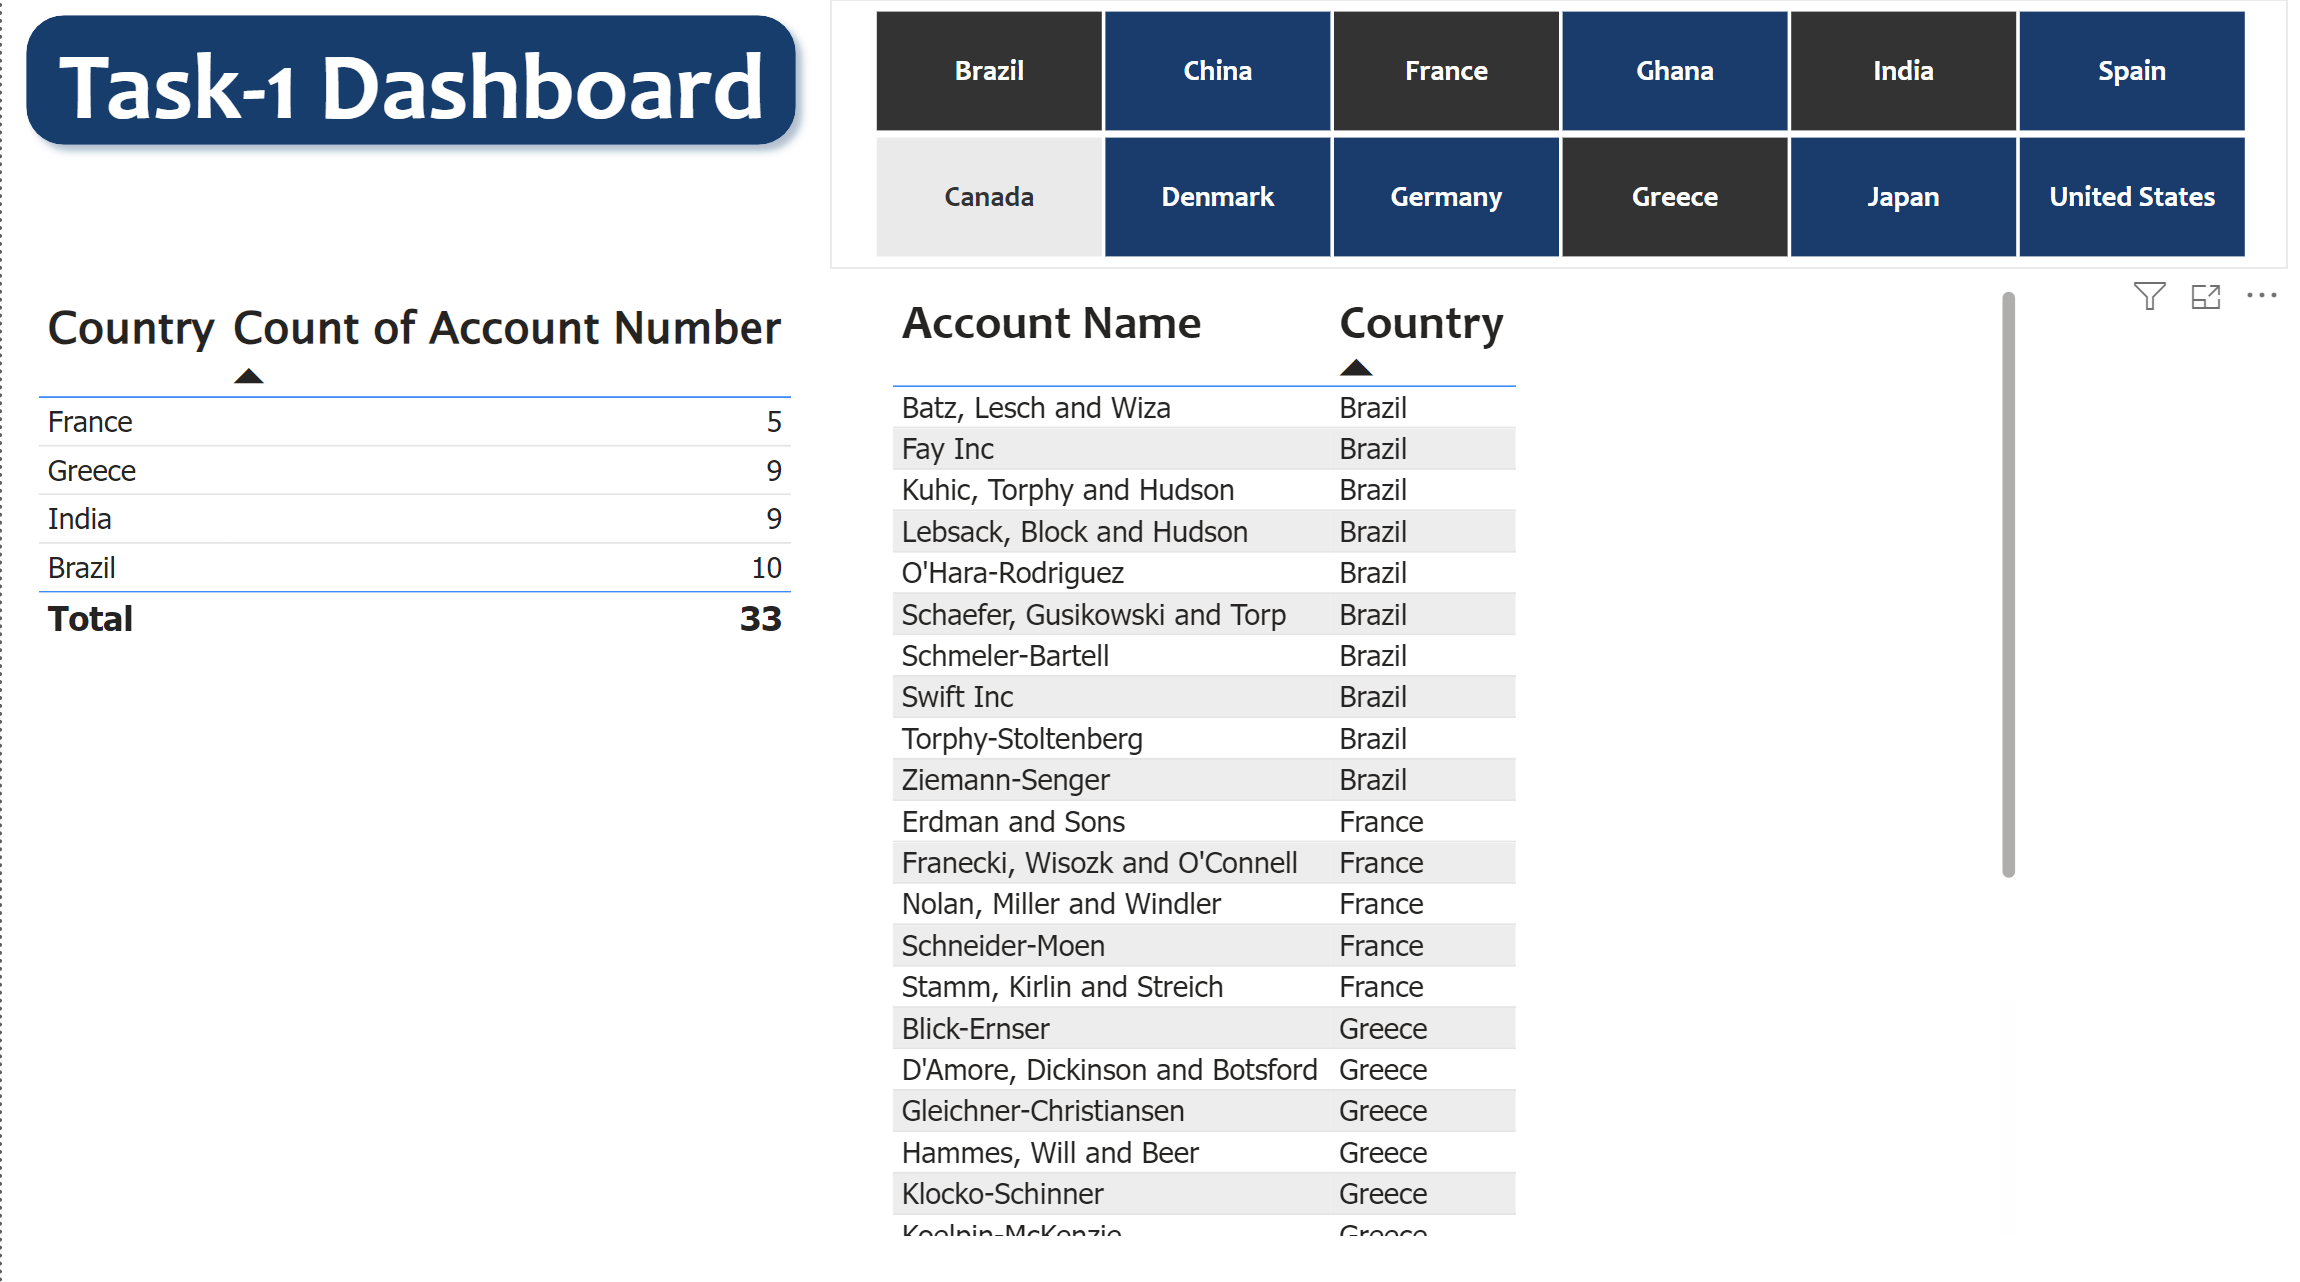 Task-1 Dashboard
Brazil China France Ghana India Spain
Canada Denmark Germany Greece Japan United States
Country Count of Account Number
France 5
Greece 9
India 9
Brazil 10
Total 33
Account Name Country
Batz, Lesch and Wiza Brazil
Fay Inc Brazil
Kuhic, Torphy and Hudson Brazil
Lebsack, Block and Hudson Brazil
O'Hara-Rodriguez Brazil
Schaefer, Gusikowski and Torp Brazil
Schmeler-Bartell Brazil
Swift Inc Brazil
Torphy-Stoltenberg Brazil
Ziemann-Senger Brazil
Erdman and Sons France
Franecki, Wisozk and O'Connell France
Nolan, Miller and Windler France
Schneider-Moen France
Stamm, Kirlin and Streich France
Blick-Ernser Greece
D'Amore, Dickinson and Botsford Greece
Gleichner-Christiansen Greece
Hammes, Will and Beer Greece
Klocko-Schinner Greece
Koelpin-McKenzie Greece